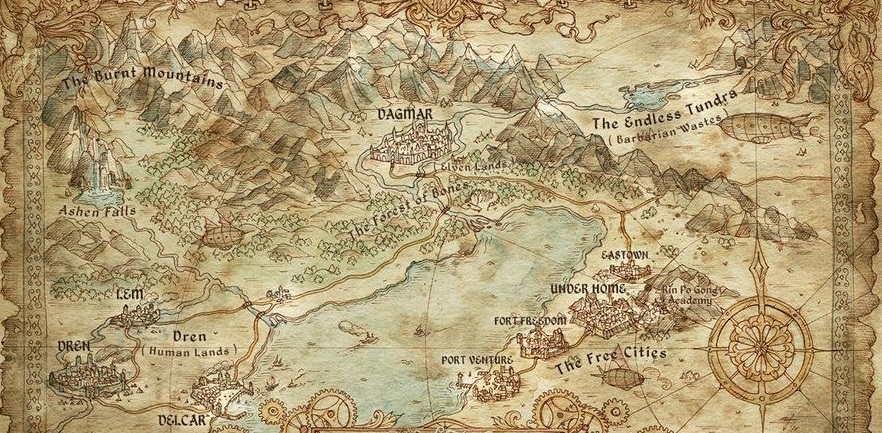 The Burnt Mountains
DAGMAR
The Endless Tundra
( Barbarian Wastes )
Elven Lands
The Forest of Bones
Ashen Falls
EASTOWN
UNDER HOME
Rin Po Gong
Academy
LEM
FORT FREEDOM
Dren
( Human Lands )
DREN
PORT VENTURE
The Free Cities
DELCAR